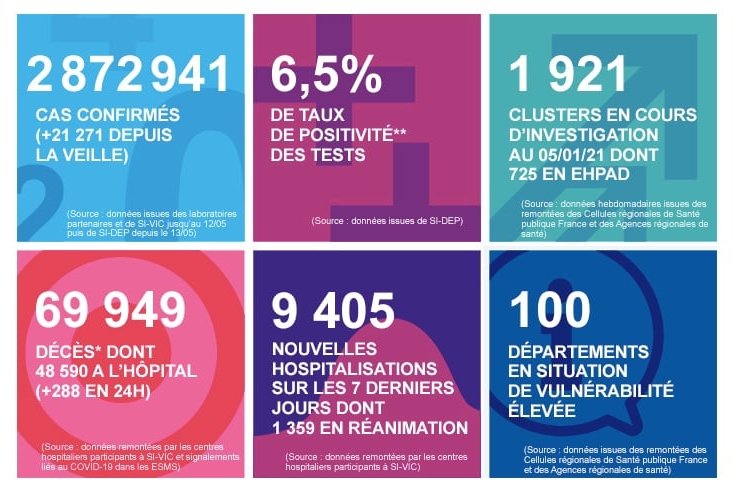 2 872 941
CAS CONFIRMÉS
(+21 271 DEPUIS
LA VEILLE)
(Source : données issues des laboratoires
partenaires et de SI-VIC jusqu'au 12/05
puis de SI-DEP depuis le 13/05)
6,5%
DE TAUX
DE POSITIVITÉ**
DES TESTS
(Source : données issues de SI-DEP)
1 921
CLUSTERS EN COURS
D'INVESTIGATION
AU 05/01/21 DONT
725 EN EHPAD
(Source : données hebdomadaires issues des
remontées des Cellules régionales de Santé
publique France et des Agences régionales de
santé)
69 949
DÉCÈS* DONT
48 590 A L'HÔPITAL
(+288 EN 24H)
(Source : données remontées par les centres
hospitaliers participants à SI-VIC et signalements
liés au COVID-19 dans les ESMS)
9 405
NOUVELLES
HOSPITALISATIONS
SUR LES 7 DERNIERS
JOURS DONT
1 359 EN RÉANIMATION
(Source : données remontées par les centres
hospitaliers participants à SI-VIC)
100
DÉPARTEMENTS
EN SITUATION
DE VULNÉRABILITÉ
ÉLEVÉE
(Source : données issues des remontées des
Cellules régionales de Santé publique France
et des Agences régionales de santé)